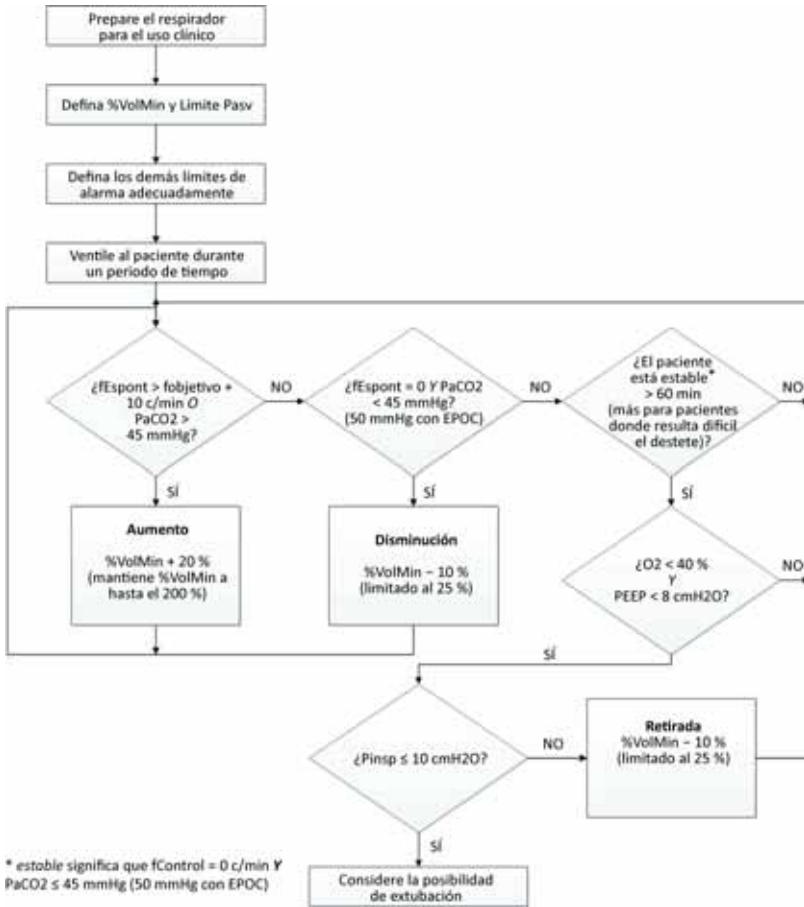 Prepare el respirador
para el uso clínico
Defina %VolMin y Límite Pasv
Defina los demás límites de
alarma adecuadamente
Ventile al paciente durante
un periodo de tiempo
¿fEspont > fobjetivo +
10 c/min O
PaCO2 >
45 mmHg?
NO
¿fEspont = 0 Y PaCO2
< 45 mmHg?
(50 mmHg con EPOC)
NO
¿El paciente
está estable*
> 60 min
(más para pacientes
donde resulta difícil
el destete)?
NO
SÍ
SÍ
SÍ
Aumento
%VolMin + 20 %
(mantiene %VolMin a
hasta el 200 %)
Disminución
%VolMin – 10 %
(limitado al 25 %)
¿O2 < 40 %
Y
PEEP < 8 cmH2O?
NO
SÍ
¿Pinsp ≤ 10 cmH2O?
NO
Retirada
%VolMin – 10 %
(limitado al 25 %)
SÍ
Considere la posibilidad
de extubación
* estable significa que fControl = 0 c/min Y
PaCO2 ≤ 45 mmHg (50 mmHg con EPOC)